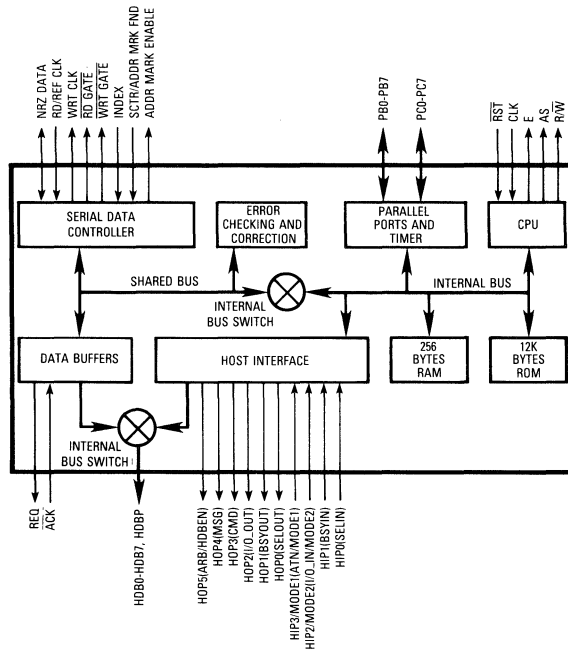 NRZ DATA
RD/REF CLK
WRT CLK
RD GATE
WRT GATE
INDEX
SCTR/ADDR MRK FND
ADDR MARK ENABLE
PB0-PB7
PC0-PC7
RST
CLK
E
AS
R/W
SERIAL DATA
CONTROLLER
ERROR
CHECKING AND
CORRECTION
PARALLEL
PORTS AND
TIMER
CPU
SHARED BUS
INTERNAL
BUS SWITCH
INTERNAL BUS
DATA BUFFERS
HOST INTERFACE
256
BYTES
RAM
12K
BYTES
ROM
INTERNAL
BUS SWITCH
REQ
ACK
HDB0-HDB7, HDBP
HOP5(ARB/HDBEN)
HOP4(MSG)
HOP3(CMD)
HOP2(I/O_OUT)
HOP1(BSYOUT)
HOP0(SELOUT)
HIP3/MODE1(ATN/MODE1)
HIP2/MODE2(I/O_IN/MODE2)
HIP1(BSYIN)
HIP0(SELIN)